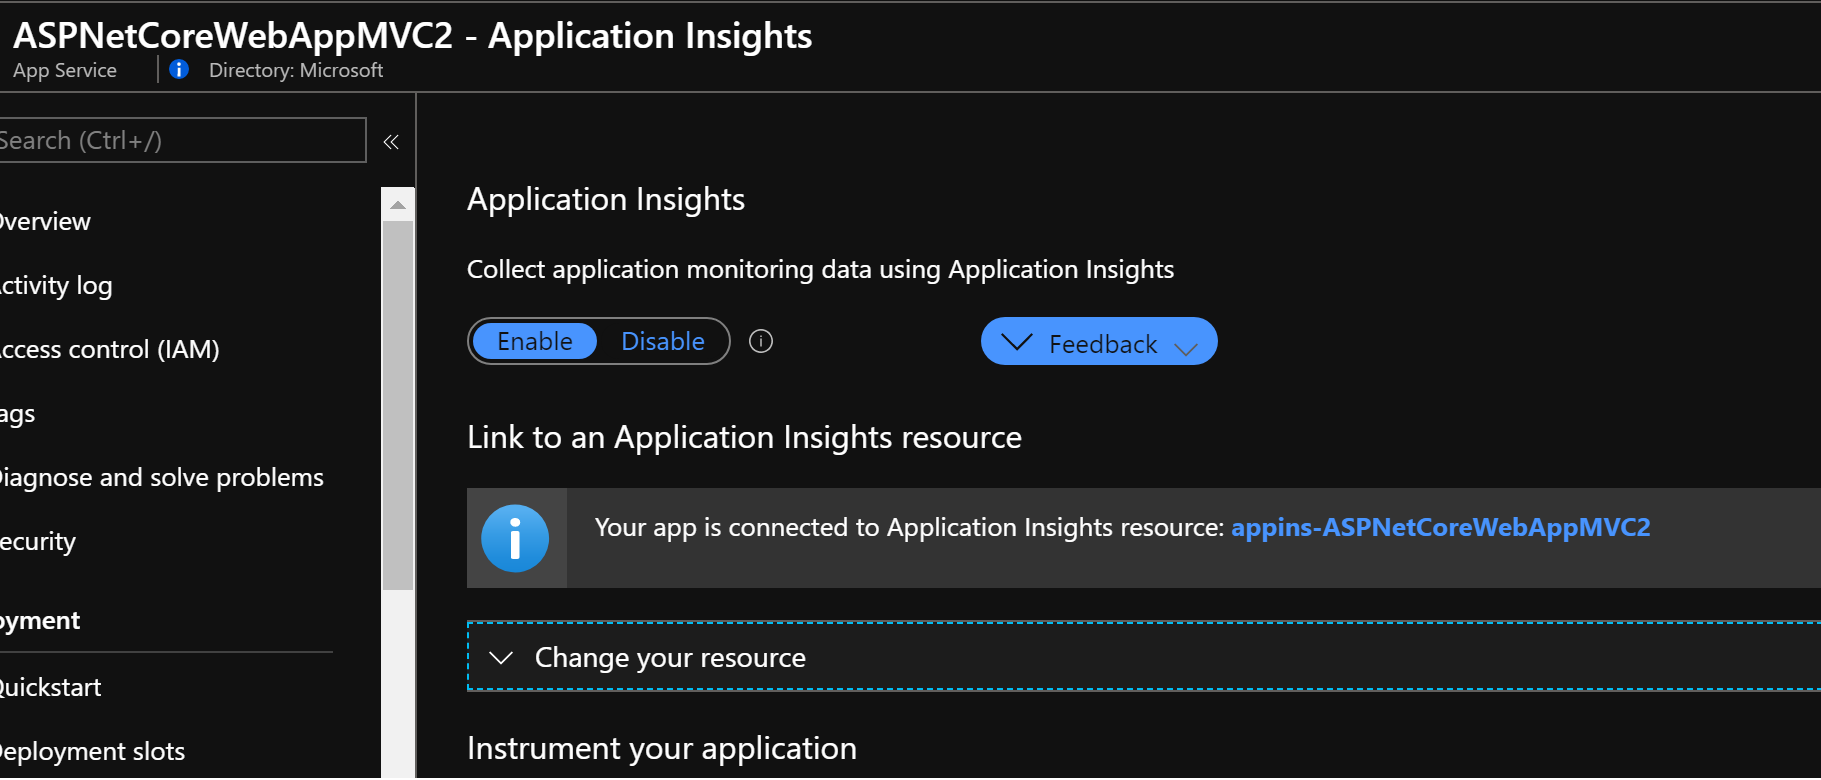 ASPNetCoreWebAppMVC2 - Application Insights
App Service
Directory: Microsoft
Search (Ctrl+/)
verview
ctivity log
ccess control (IAM)
ags
iagnose and solve problems
ecurity
oyment
Quickstart
eployment slots
Application Insights
Collect application monitoring data using Application Insights
Enable Disable
Feedback
Link to an Application Insights resource
Your app is connected to Application Insights resource: appins-ASPNetCoreWebAppMVC2
Change your resource
Instrument your application